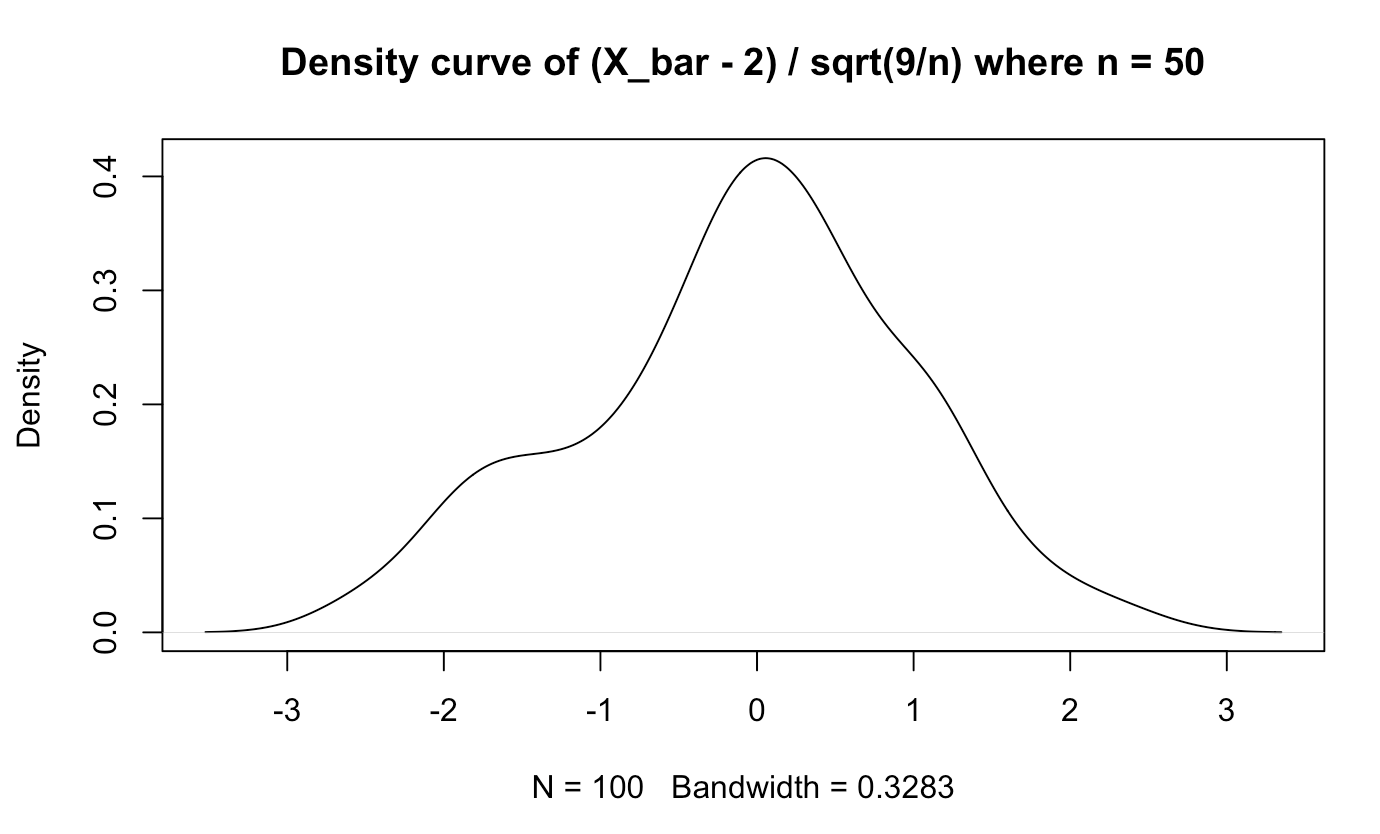 Density curve of (X_bar - 2) / sqrt(9/n) where n = 50
Density
0.4
0.3
0.2
0.1
0.0
-3 -2 -1 0 1 2 3
N = 100 Bandwidth = 0.3283